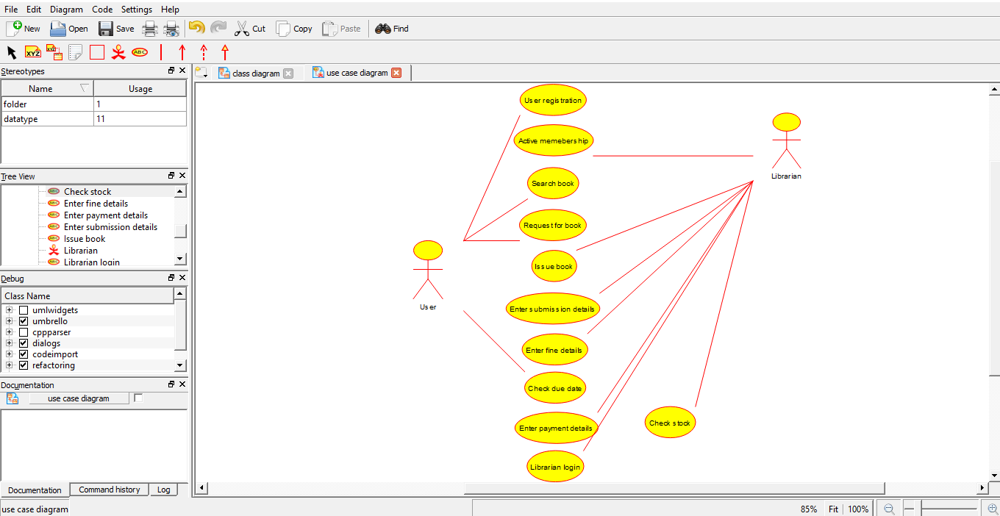 File Edit Diagram Code Settings Help
New Open Save Cut Copy Paste Find
XYZ XYZ ABC
Stereotypes
Name Usage
folder 1
datatype 11
Tree View
Check stock
Enter fine details
Enter payment details
Enter submission details
Issue book
Librarian
Librarian login
Debug
Class Name
umlwidgets
umbrello
cppparser
dialogs
codeimport
refactoring
Documentation
use case diagram
Documentation Command history Log
use case diagram
class diagram use case diagram
User registration
Active memebership
Search book
Request for book
Issue book
Enter submission details
Enter fine details
Check due date
Enter payment details
Librarian login
Check stock
User
Librarian
85% Fit 100%